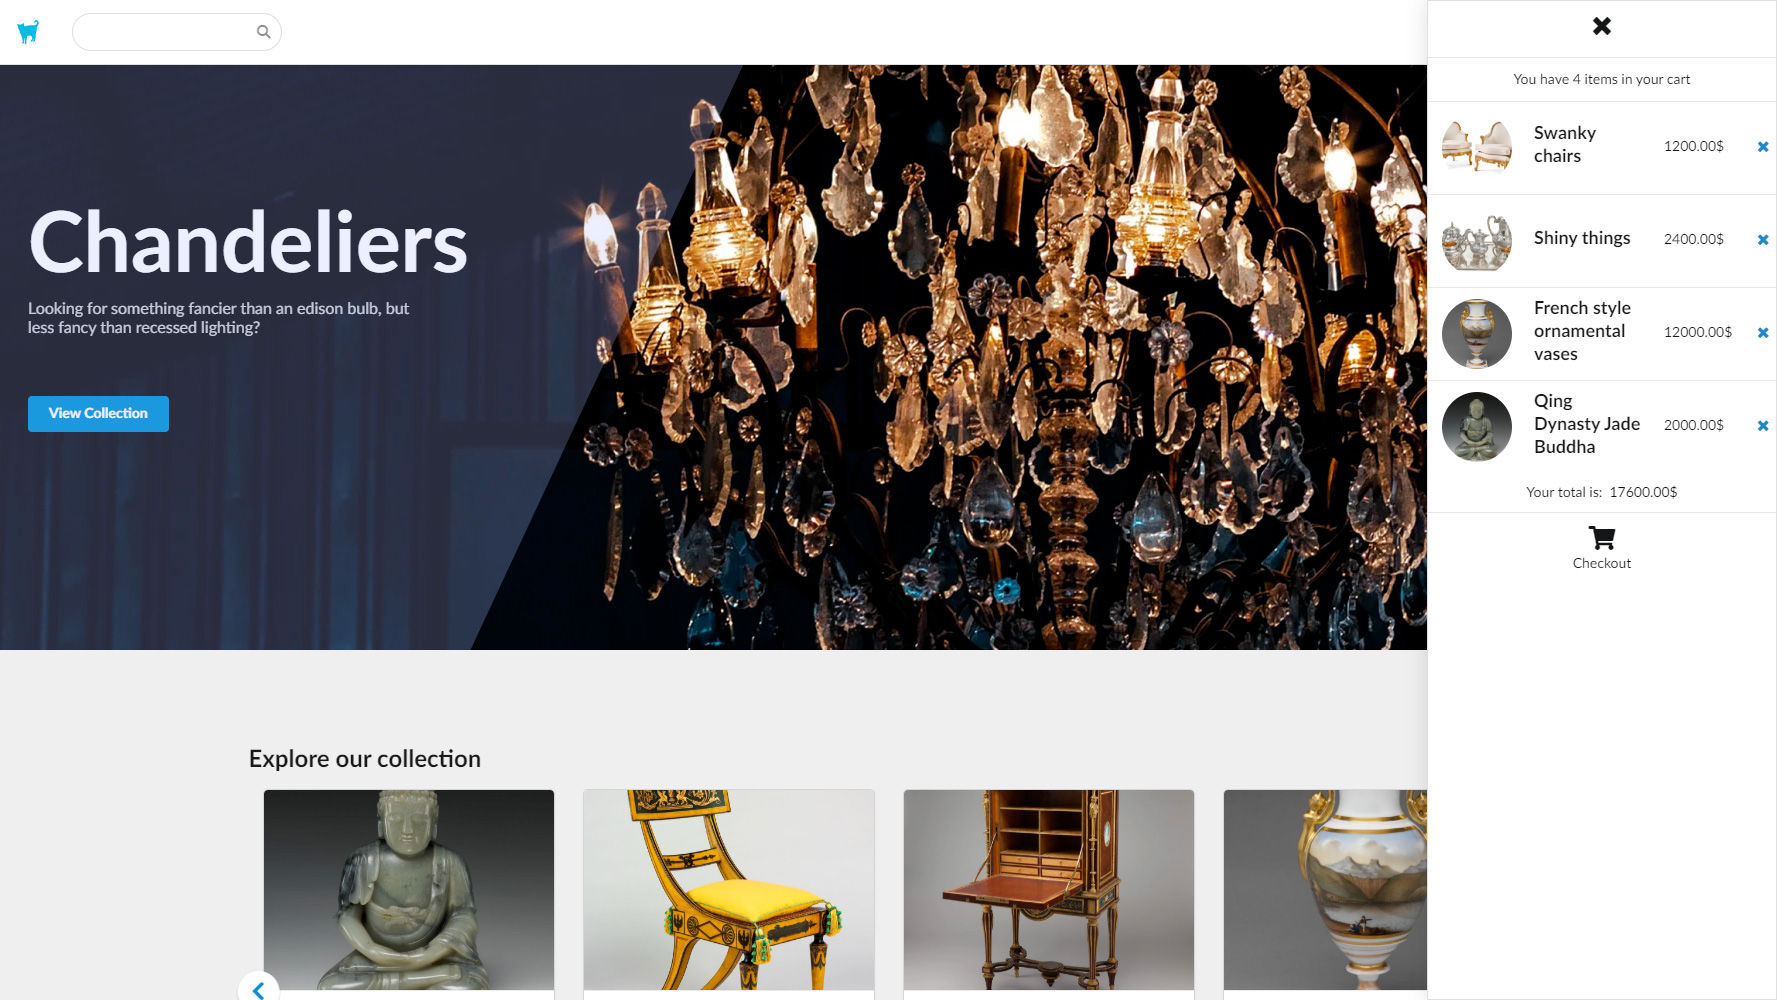 You have 4 items in your cart
Chandeliers
Looking for something fancier than an edison bulb, but
less fancy than recessed lighting?
View Collection
Swanky
chairs
1200.00$
Shiny things
2400.00$
French style
ornamental
vases
12000.00$
Qing
Dynasty Jade
Buddha
2000.00$
Your total is: 17600.00$
Checkout
Explore our collection